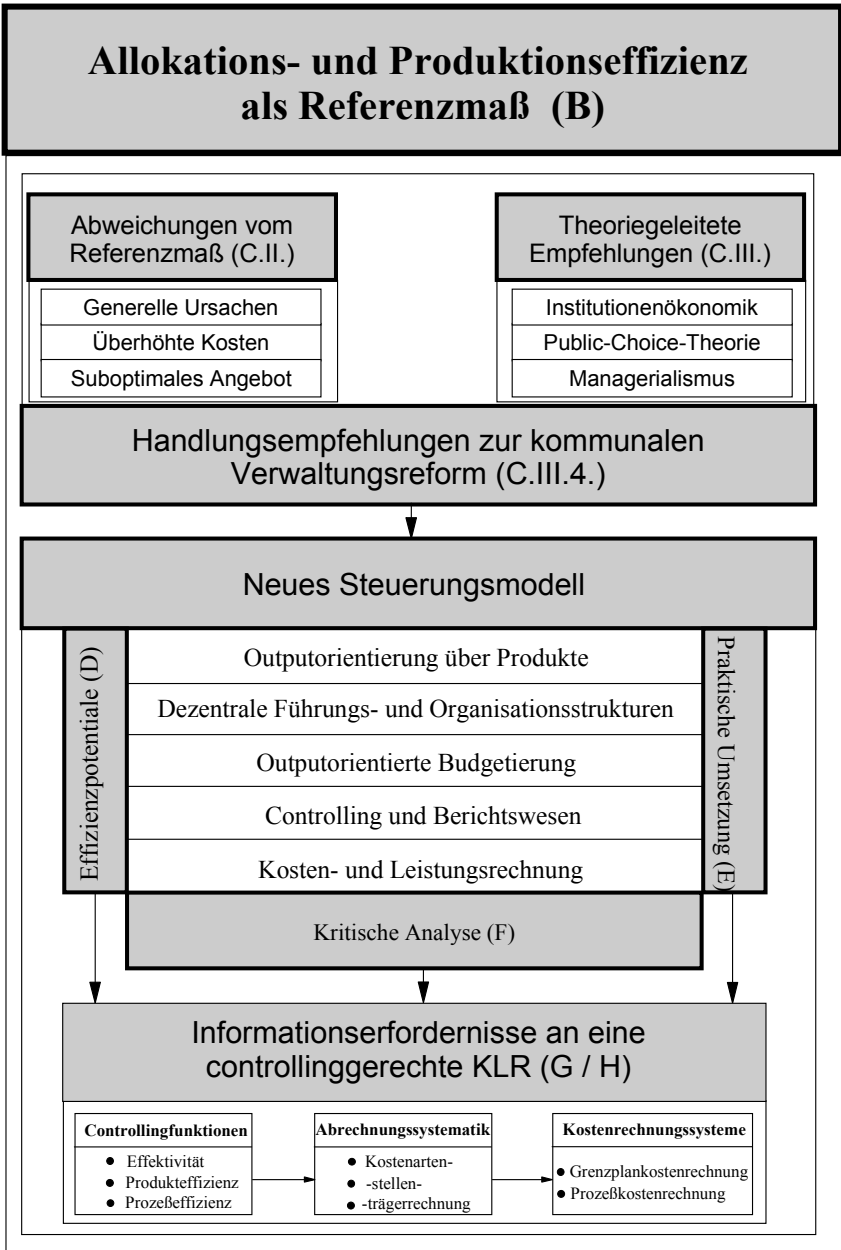 Allokations- und Produktionseffizienz
als Referenzmaß (B)
Abweichungen vom
Referenzmaß (C.II.)
Generelle Ursachen
Überhöhte Kosten
Suboptimales Angebot
Theoriegeleitete
Empfehlungen (C.III.)
Institutionenökonomik
Public-Choice-Theorie
Managerialismus
Handlungsempfehlungen zur kommunalen
Verwaltungsreform (C.III.4.)
Neues Steuerungsmodell
Effizienzpotentiale (D)
Outputorientierung über Produkte
Dezentrale Führungs- und Organisationsstrukturen
Outputorientierte Budgetierung
Controlling und Berichtswesen
Kosten- und Leistungsrechnung
Praktische Umsetzung (E)
Kritische Analyse (F)
Informationserfordernisse an eine
controllinggerechte KLR (G / H)
Controllingfunktionen
● Effektivität
● Produkteffizienz
● Prozeßeffizienz
Abrechnungssystematik
● Kostenarten-
● -stellen-
● -trägerrechnung
Kostenrechnungssysteme
● Grenzplankostenrechnung
● Prozeßkostenrechnung